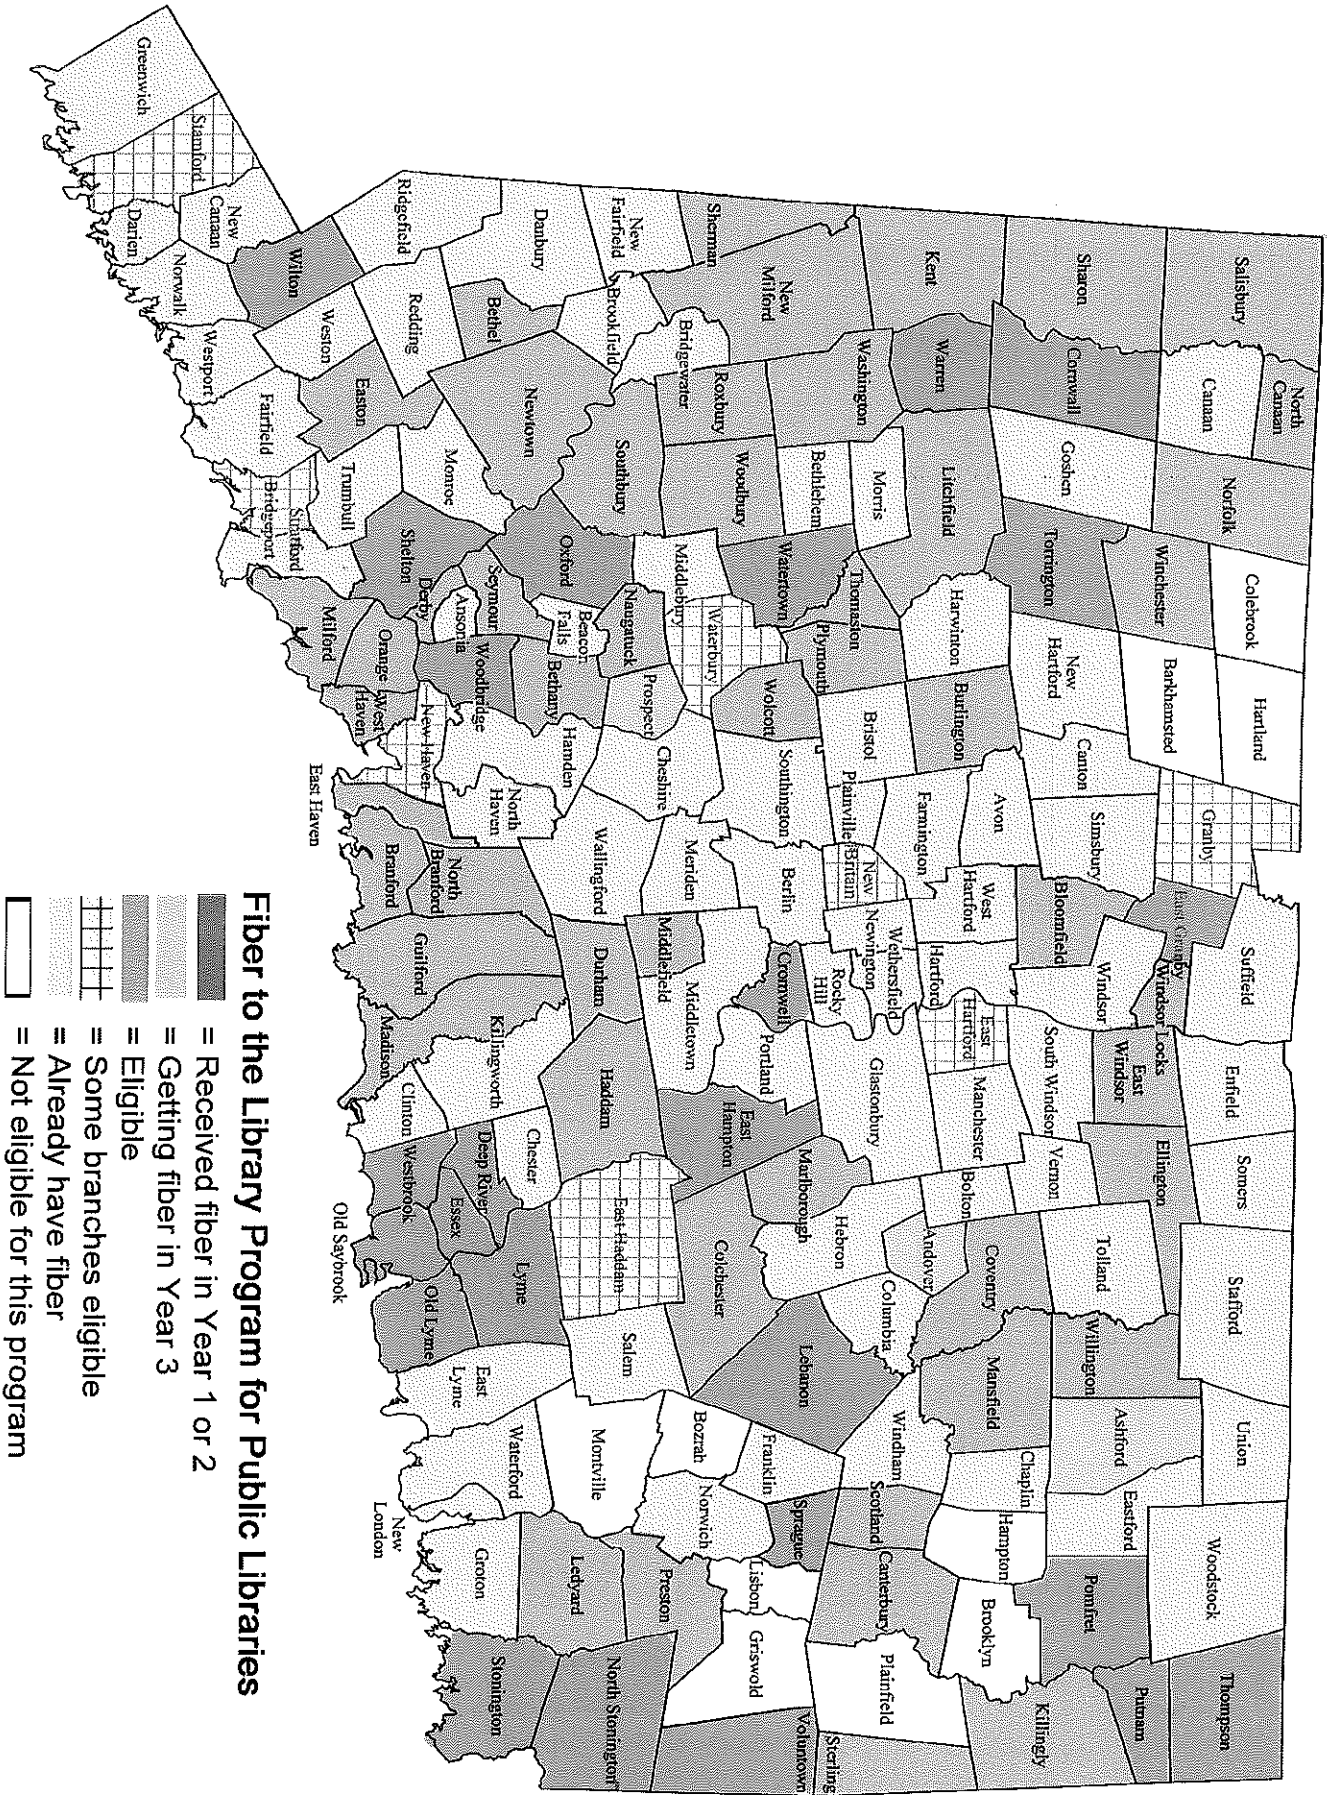 Salisbury
North
Canaan
Canaan
Norfolk
Colebrook
Hartland
Granby
Suffield
Enfield
Somers
Stafford
Union
Woodstock
Thompson
Sharon
Cornwall
Goshen
Winchester
Torrington
Barkhamsted
New
Hartford
Canton
Simsbury
East Granby
Windsor Locks
Windsor
East
Windsor
Ellington
Tolland
Willington
Ashford
Eastford
Pomfret
Putnam
Killingly
Kent
Warren
Litchfield
Harwinton
Burlington
Avon
Bloomfield
West
Hartford
Hartford
East
Hartford
South Windsor
Manchester
Vernon
Bolton
Coventry
Andover
Mansfield
Chaplin
Hampton
Brooklyn
Sherman
New
Milford
Washington
Morris
Bethlehem
Thomaston
Watertown
Plymouth
Bristol
Plainville
Farmington
New
Britain
Newington
Wethersfield
Rocky
Hill
Glastonbury
Hebron
Columbia
Windham
Scotland
Canterbury
Plainfield
Sterling
New
Fairfield
Brookfield
Bridgewater
Roxbury
Woodbury
Southbury
Middlebury
Waterbury
Wolcott
Southington
Berlin
Cromwell
Portland
East
Hampton
Marlborough
Colchester
Lebanon
Franklin
Sprague
Lisbon
Griswold
Voluntown
Danbury
Bethel
Newtown
Oxford
Naugatuck
Beacon
Falls
Prospect
Cheshire
Meriden
Middlefield
Middletown
Haddam
East Haddam
Salem
Bozrah
Norwich
Preston
North Stonington
Ridgefield
Redding
Monroe
Shelton
Seymour
Derby
Ansonia
Woodbridge
Bethany
Hamden
North
Haven
Wallingford
Durham
Killingworth
Chester
Deep River
Essex
Lyme
East
Lyme
Montville
Waterford
Ledyard
Groton
Stonington
Wilton
Weston
Easton
Trumbull
Fairfield
Bridgeport
Stratford
Milford
Orange
West
Haven
New Haven
East Haven
North
Branford
Branford
Guilford
Madison
Clinton
Westbrook
Old Saybrook
Old Lyme
New
London
Greenwich
Stamford
New
Canaan
Darien
Norwalk
Westport
Fiber to the Library Program for Public Libraries
= Received fiber in Year 1 or 2
= Getting fiber in Year 3
= Eligible
= Some branches eligible
= Already have fiber
= Not eligible for this program